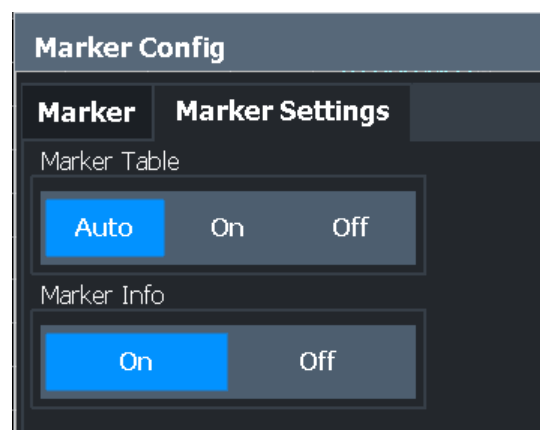 Marker Config
Marker Marker Settings
Marker Table
Auto On Off
Marker Info
On Off